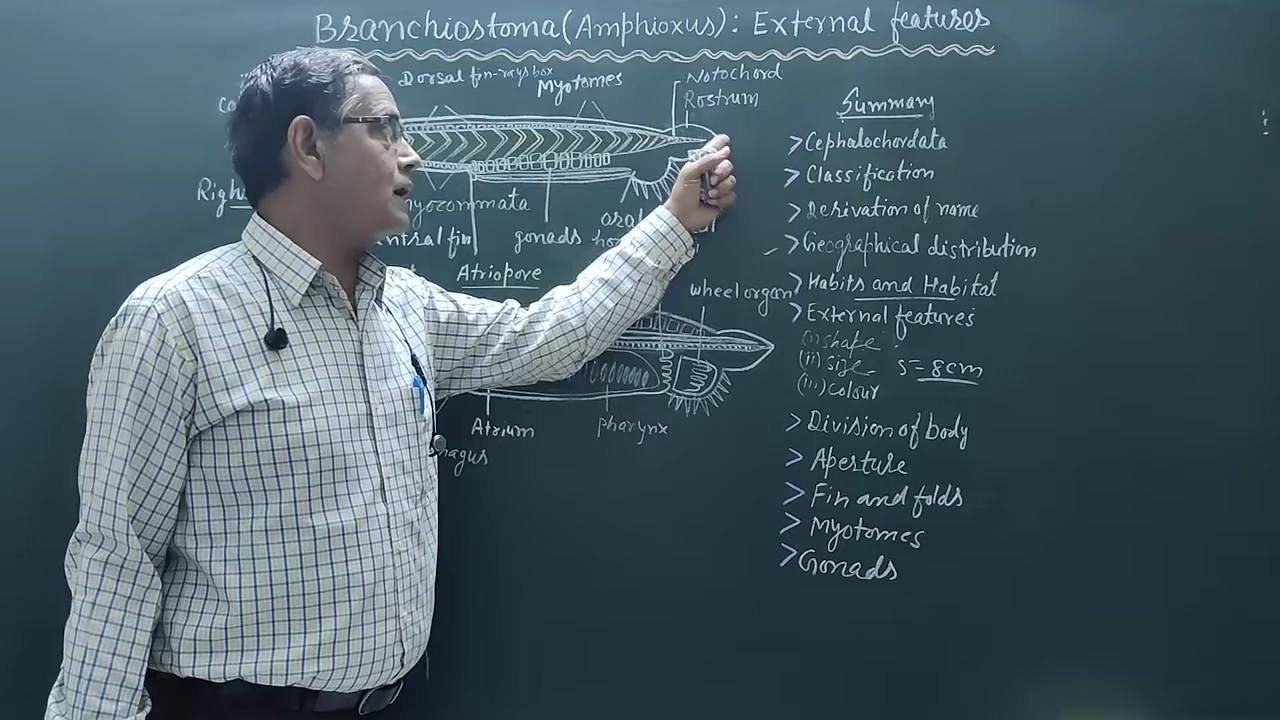 Branchiostoma (Amphioxus) : External features
Dorsal fin-rays box
Myotomes
Notochord
Rostrum
myocommata
gonads
Atriopore
wheel organ
Atrium
pharynx
Summary
> Cephalochordata
> Classification
> Derivation of name
> Geographical distribution
> Habits and Habitat
> External features
(i) shape
(ii) size S = 8cm
(iii) colour
> Division of body
> Aperture
> Fin and folds
> Myotomes
> Gonads